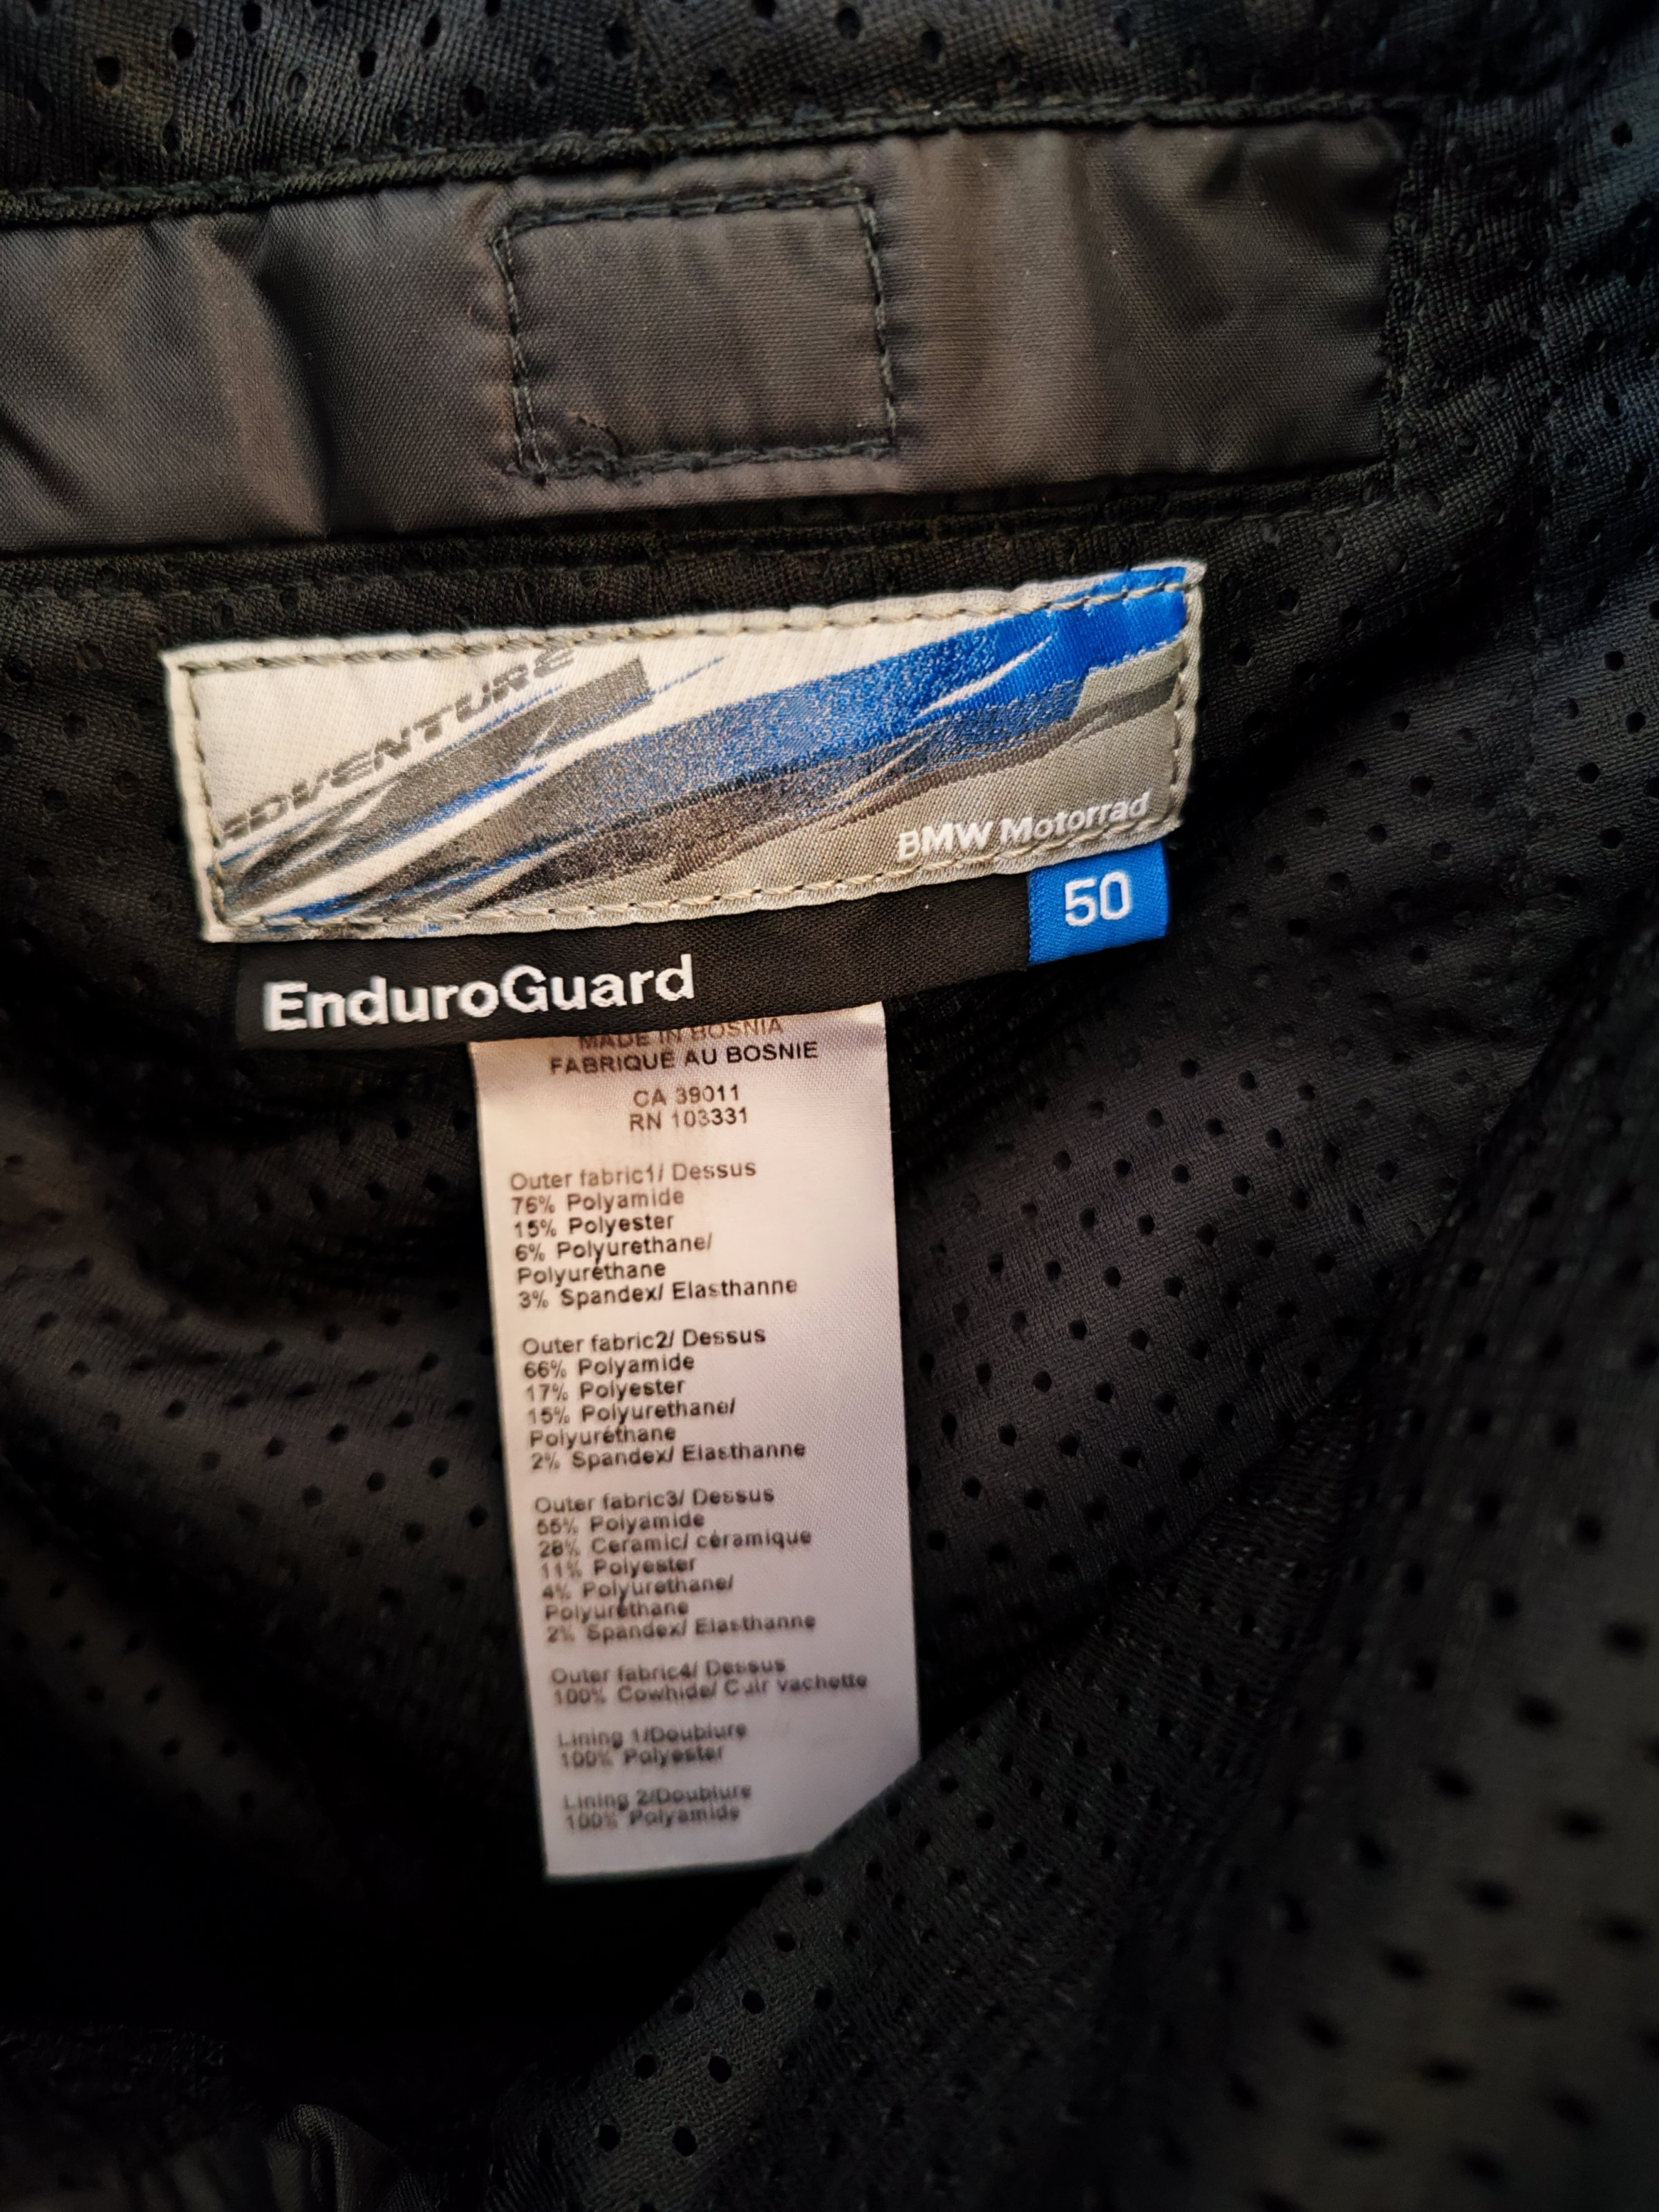 ADVENTURE
BMW Motorrad
50
EnduroGuard
MADE IN BOSNIA
FABRIQUE AU BOSNIE
CA 39011
RN 103331
Outer fabric1/ Dessus
76% Polyamide
15% Polyester
6% Polyurethane/
Polyuréthane
3% Spandex/ Elasthanne
Outer fabric2/ Dessus
66% Polyamide
17% Polyester
15% Polyurethane/
Polyuréthane
2% Spandex/ Elasthanne
Outer fabric3/ Dessus
55% Polyamide
28% Ceramic/ céramique
11% Polyester
4% Polyurethane/
Polyuréthane
2% Spandex/ Elasthanne
Outer fabric4/ Dessus
100% Cowhide/ Cuir vachette
Lining 1/Doublure
100% Polyester
Lining 2/Doublure
100% Polyamide